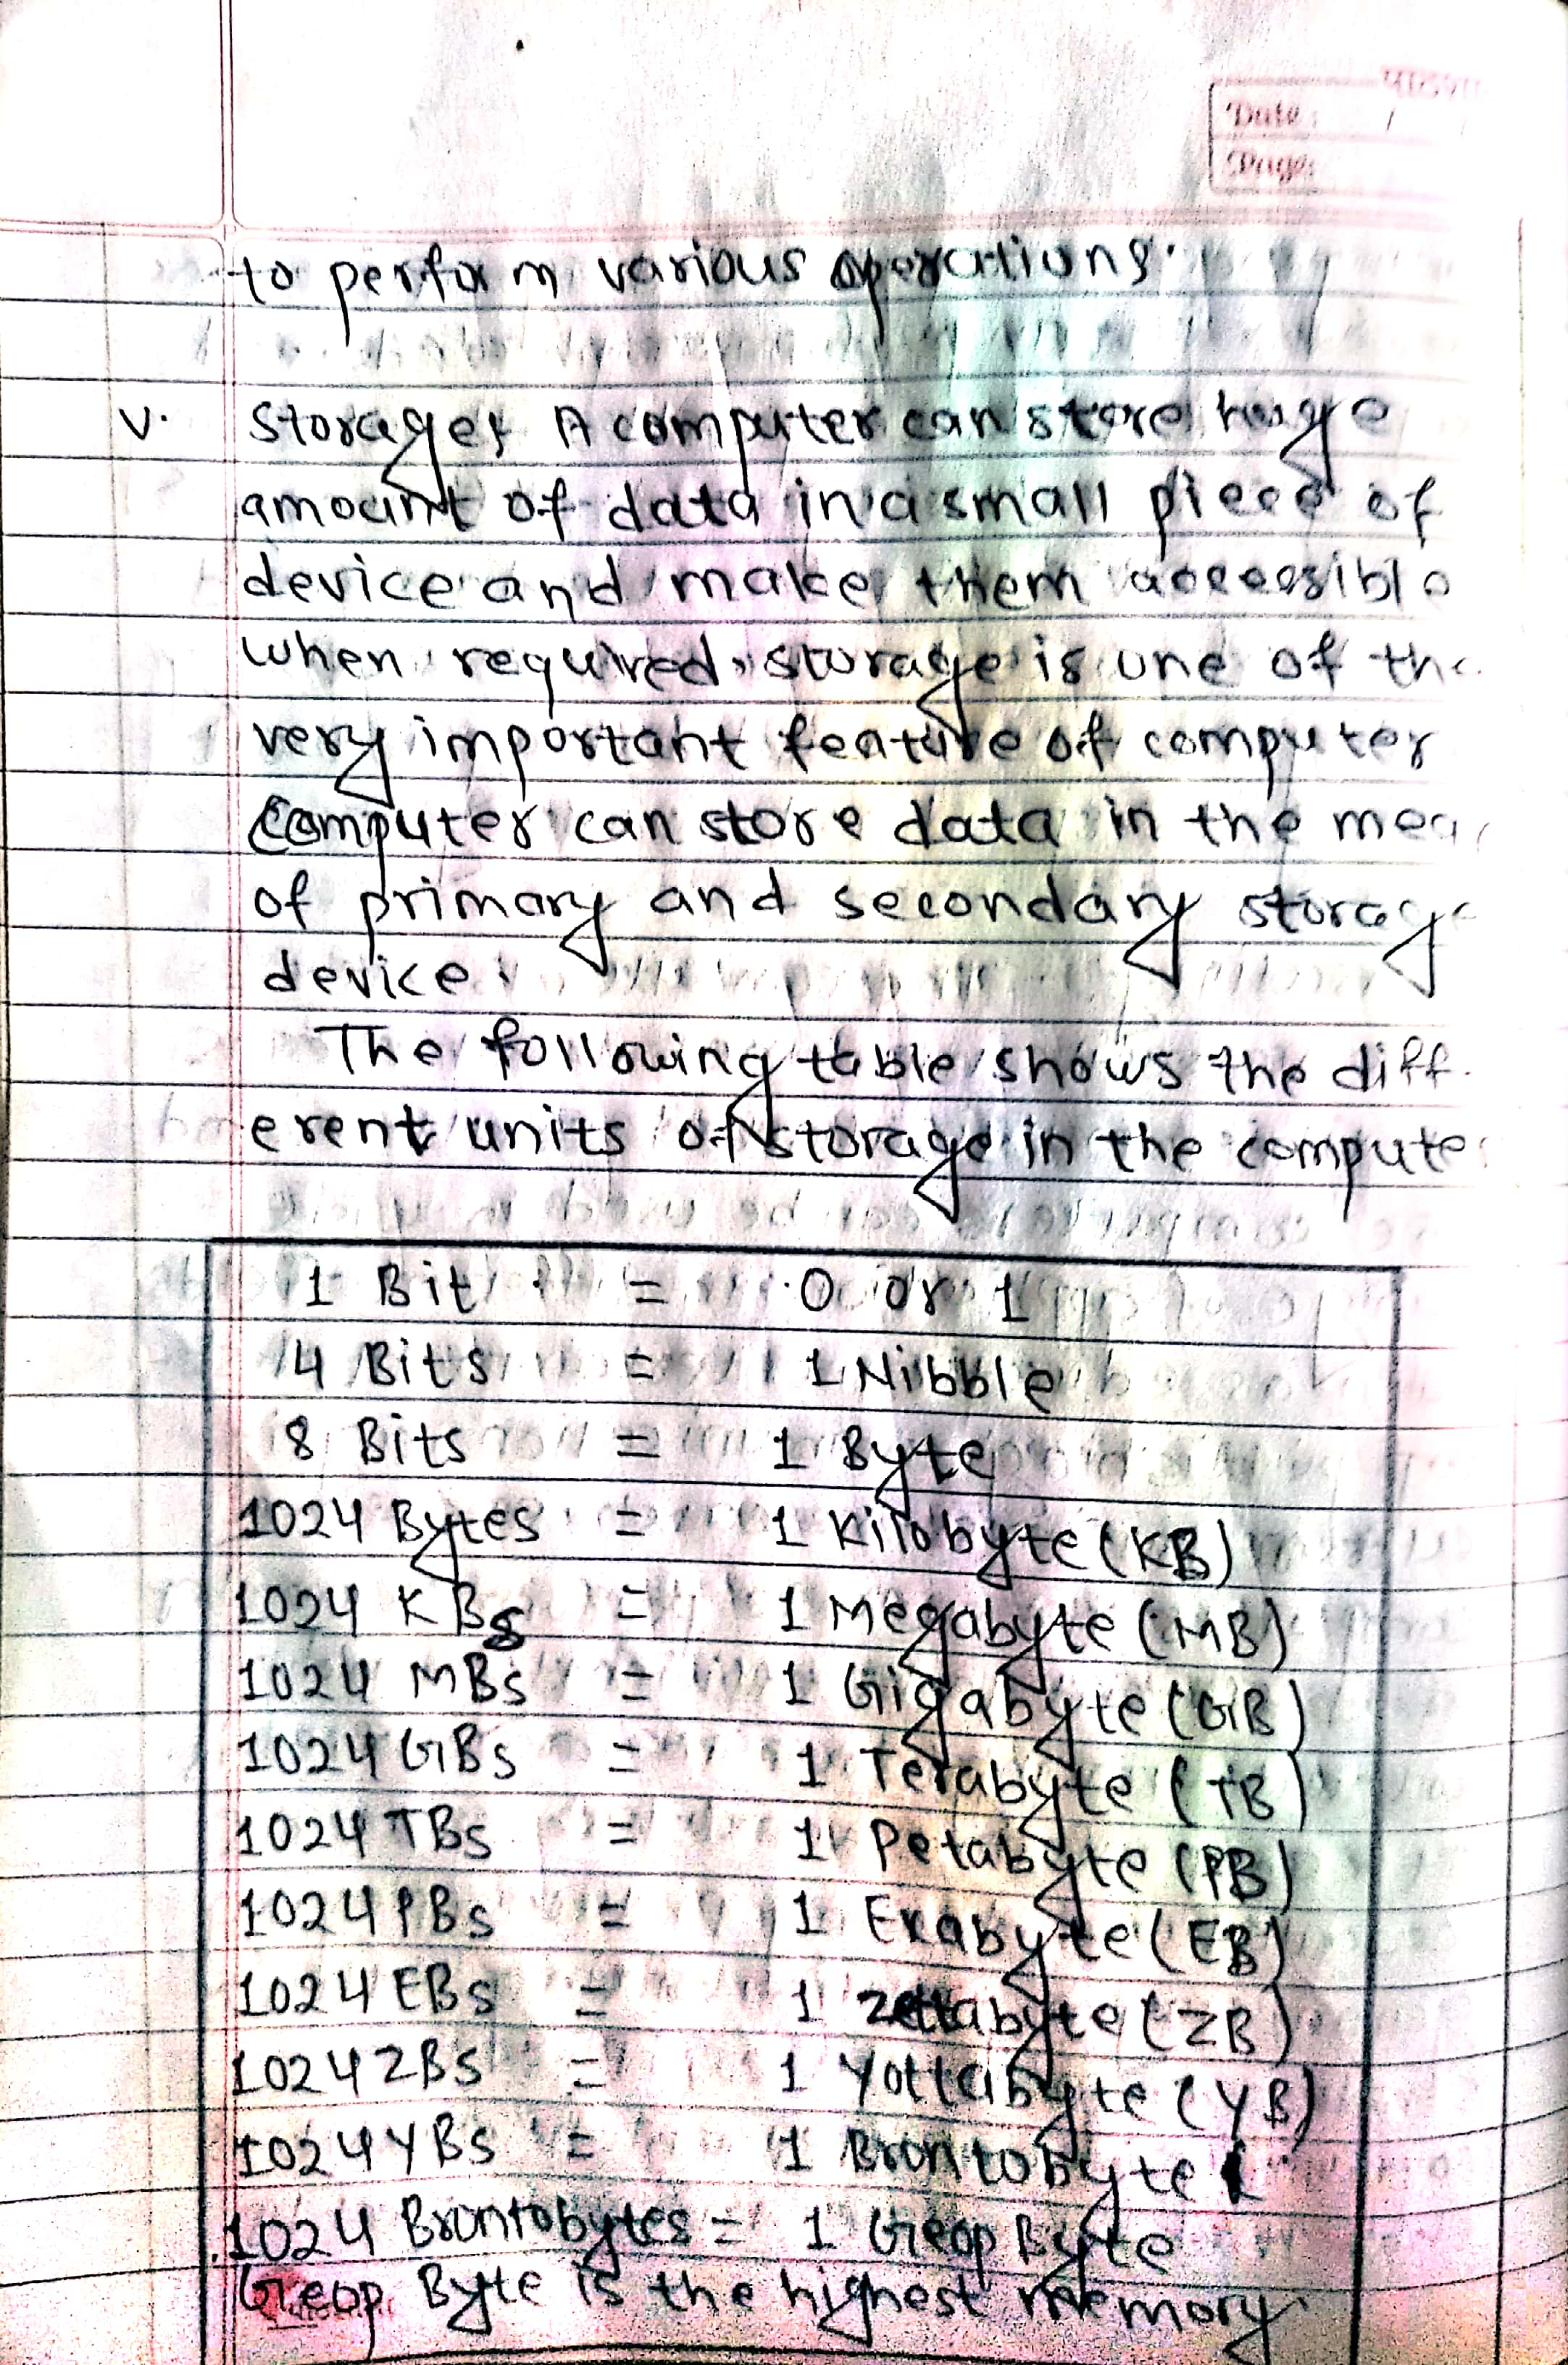 Date : / /
Page:
to perform various operations.
v. Storage: A computer can store huge
amount of data in a small piece of
device and make them accessible
when required. storage is one of the
very important feature of computer
Computer can store data in the
of primary and secondary storage
device.
The following table shows the diff-
erent units of storage in the compute
1 Bit = 0 or 1
4 Bits = 1 Nibble
8 Bits = 1 Byte
1024 Bytes = 1 Kilobyte (KB)
1024 KBs = 1 Megabyte (MB)
1024 MBs = 1 Gigabyte (GB)
1024 GBs = 1 Terabyte (TB)
1024 TBs = 1 Petabyte (PB)
1024 PBs = 1 Exabyte (EB)
1024 EBs = 1 Zettabyte (ZB)
1024 ZBs = 1 Yottabyte (YB)
1024 YBs = 1 Brontobyte
1024 Brontobytes = 1 Geop Byte
Geop Byte is the highest memory